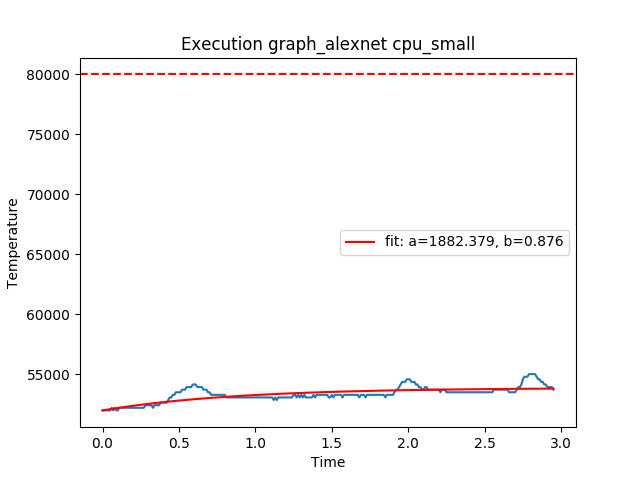 Execution graph_alexnet cpu_small
80000
75000
70000
65000
60000
55000
Temperature
fit: a=1882.379, b=0.876
0.0 0.5 1.0 1.5 2.0 2.5 3.0
Time